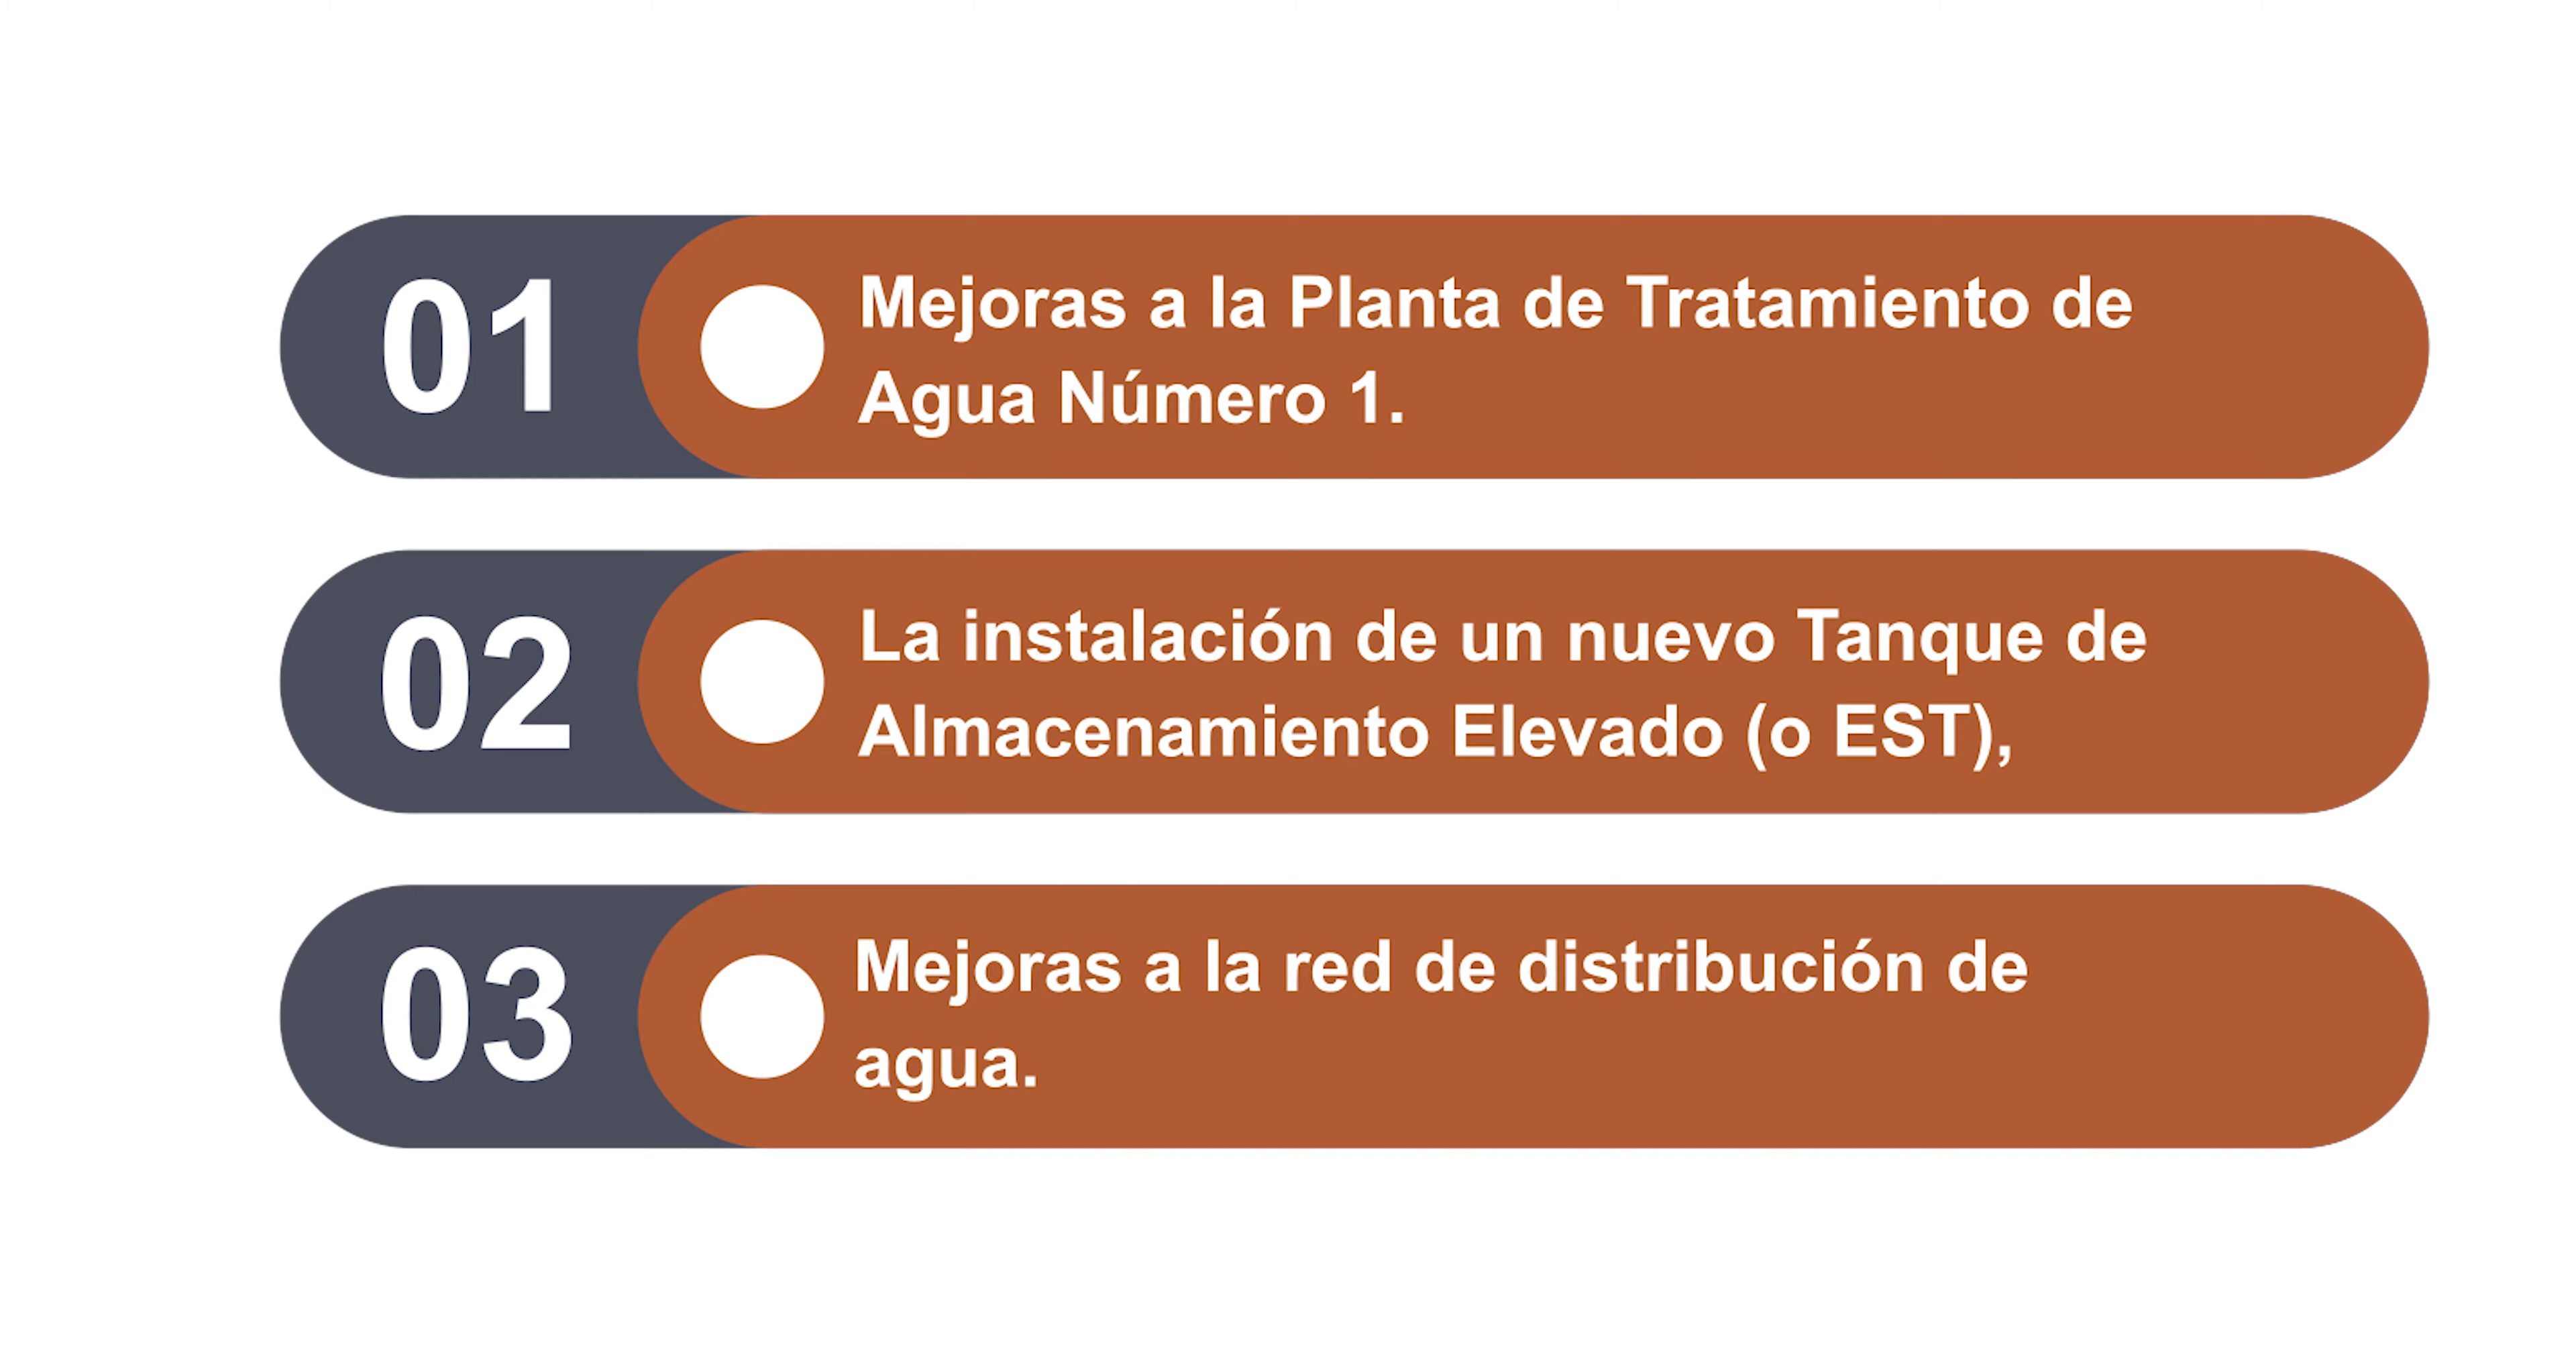 01
Mejoras a la Planta de Tratamiento de
Agua Número 1.
02
La instalación de un nuevo Tanque de
Almacenamiento Elevado (o EST),
03
Mejoras a la red de distribución de
agua.